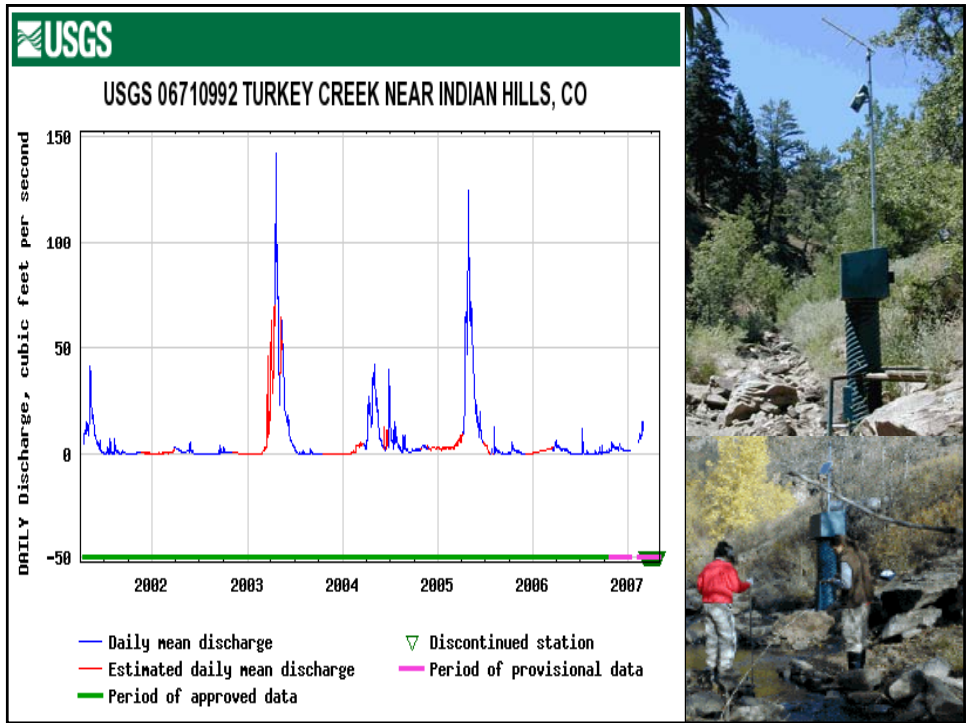 USGS
USGS 06710992 TURKEY CREEK NEAR INDIAN HILLS, CO
DAILY Discharge, cubic feet per second
150
100
50
0
-50
2002 2003 2004 2005 2006 2007
Daily mean discharge
Estimated daily mean discharge
Period of approved data
Discontinued station
Period of provisional data